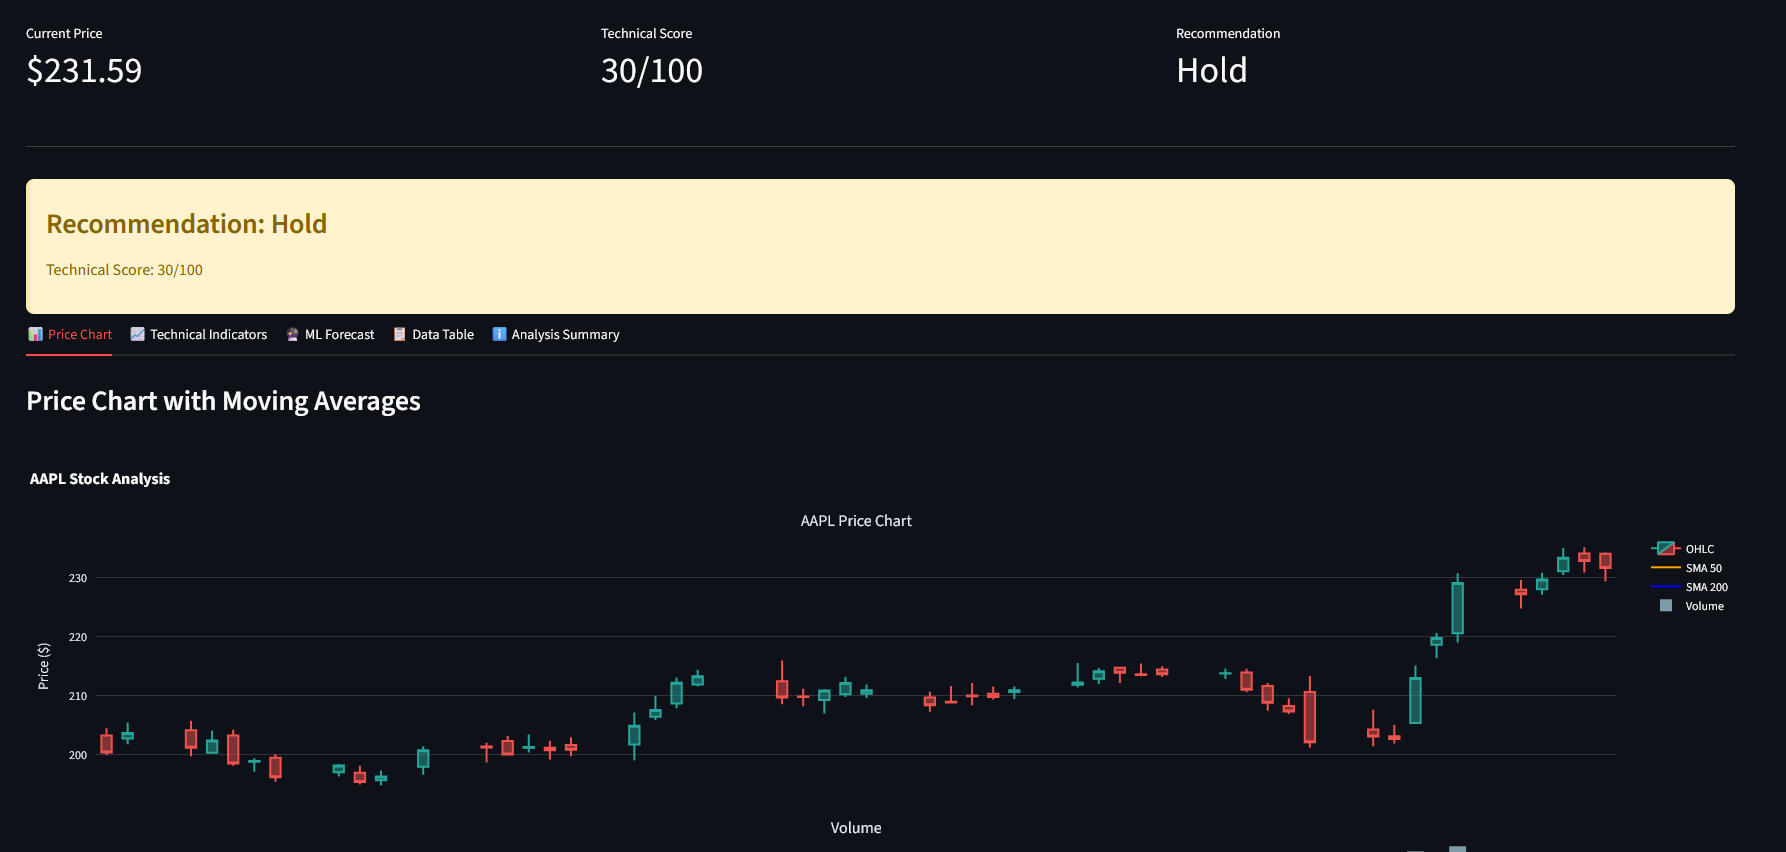 Current Price
$231.59
Technical Score
30/100
Recommendation
Hold
Recommendation: Hold
Technical Score: 30/100
Price Chart
Technical Indicators
ML Forecast
Data Table
Analysis Summary
Price Chart with Moving Averages
AAPL Stock Analysis
AAPL Price Chart
OHLC
SMA 50
SMA 200
Volume
Price ($)
230
220
210
200
Volume